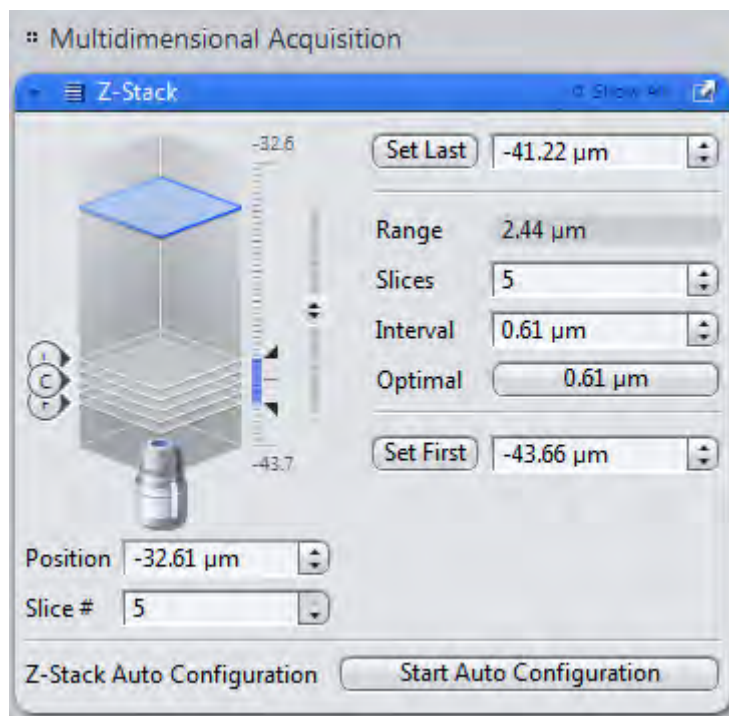 Multidimensional Acquisition
Z-Stack
Show All
-32.6
Set Last -41.22 µm
Range 2.44 µm
Slices 5
Interval 0.61 µm
Optimal 0.61 µm
C
-43.7
Set First -43.66 µm
Position -32.61 µm
Slice # 5
Z-Stack Auto Configuration Start Auto Configuration